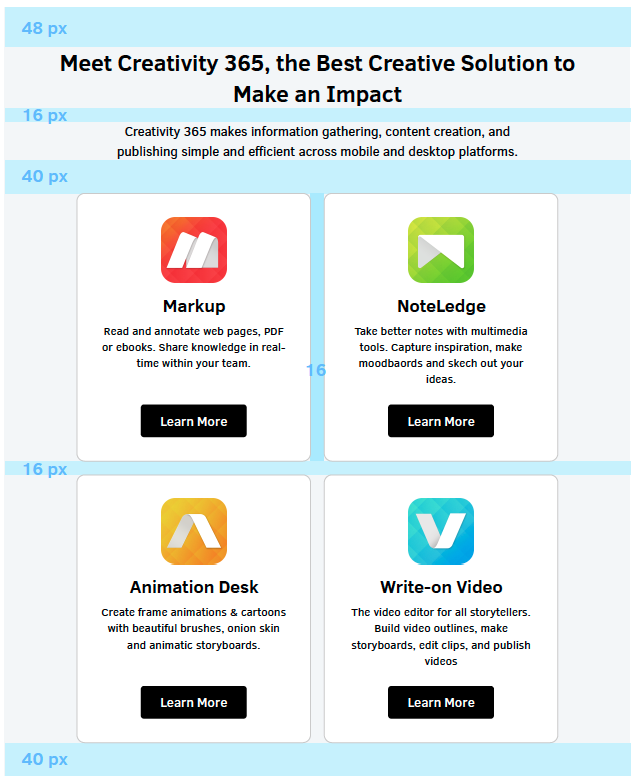 48 px
Meet Creativity 365, the Best Creative Solution to
Make an Impact
16 px
Creativity 365 makes information gathering, content creation, and
publishing simple and efficient across mobile and desktop platforms.
40 px
Markup
Read and annotate web pages, PDF
or ebooks. Share knowledge in real-
time within your team.
Learn More
16
NoteLedge
Take better notes with multimedia
tools. Capture inspiration, make
moodbaords and skech out your
ideas.
Learn More
16 px
Animation Desk
Create frame animations & cartoons
with beautiful brushes, onion skin
and animatic storyboards.
Learn More
Write-on Video
The video editor for all storytellers.
Build video outlines, make
storyboards, edit clips, and publish
videos
Learn More
40 px